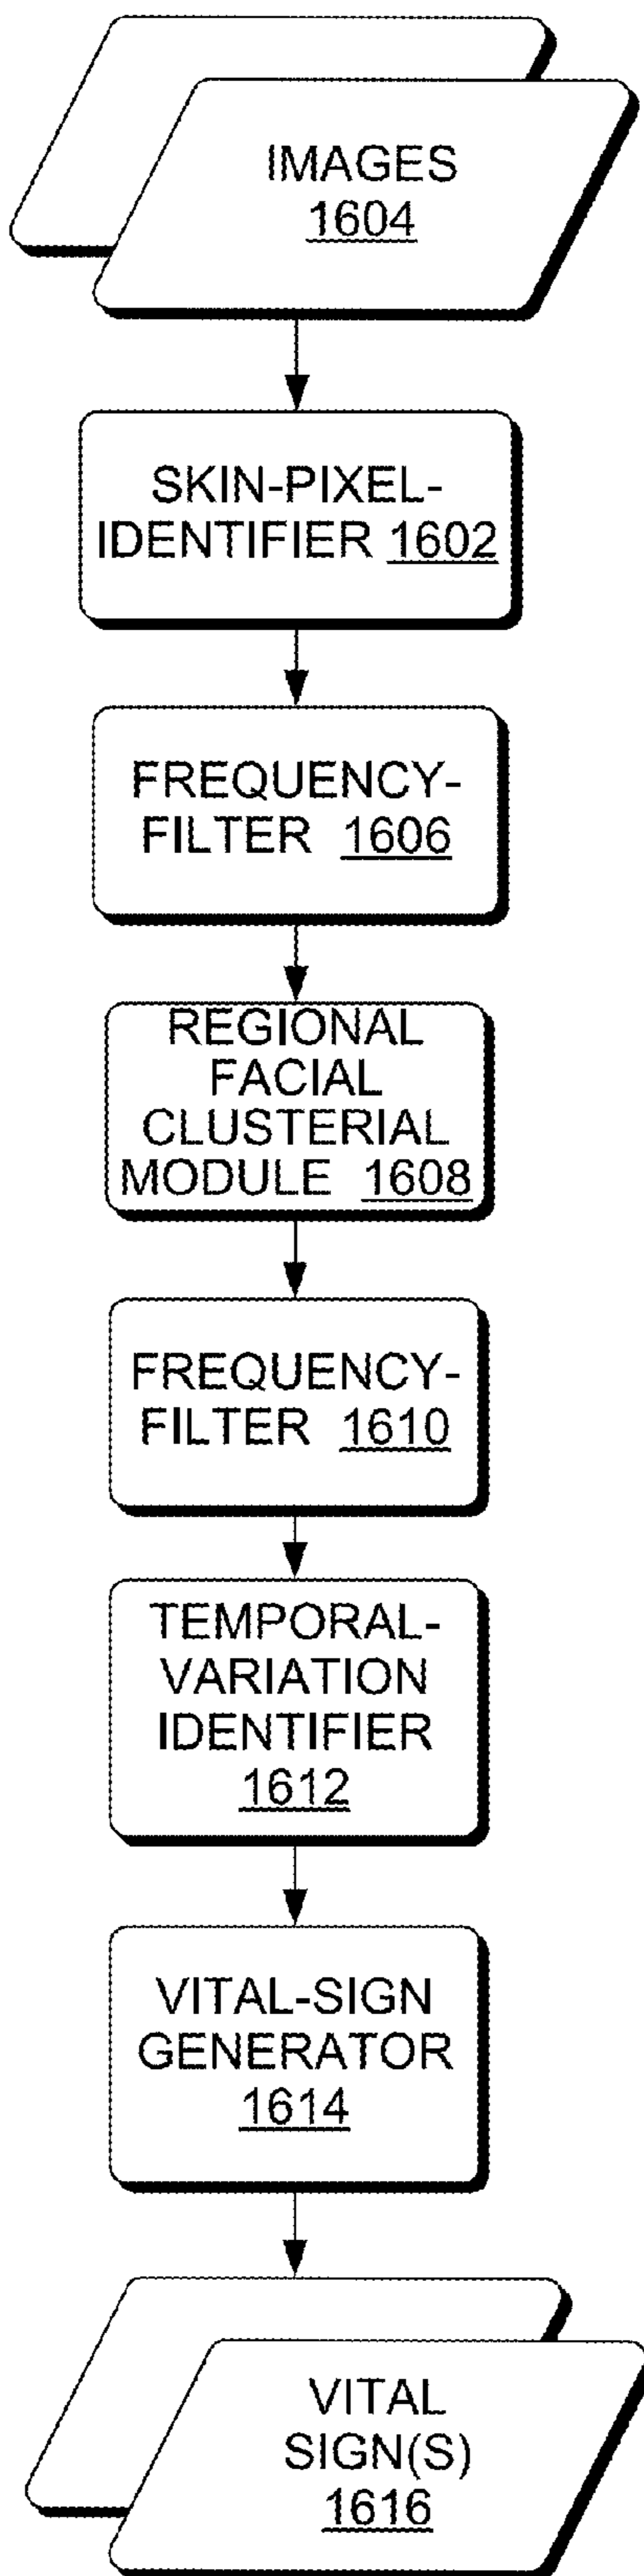 IMAGES
1604
SKIN-PIXEL-
IDENTIFIER 1602
FREQUENCY-
FILTER 1606
REGIONAL
FACIAL
CLUSTERIAL
MODULE 1608
FREQUENCY-
FILTER 1610
TEMPORAL-
VARIATION
IDENTIFIER
1612
VITAL-SIGN
GENERATOR
1614
VITAL
SIGN(S)
1616